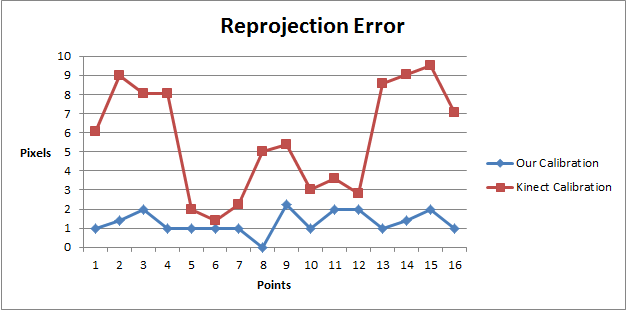 Reprojection Error
10
9
8
7
6
5
4
3
2
1
0
Pixels
1 2 3 4 5 6 7 8 9 10 11 12 13 14 15 16
Points
Our Calibration
Kinect Calibration